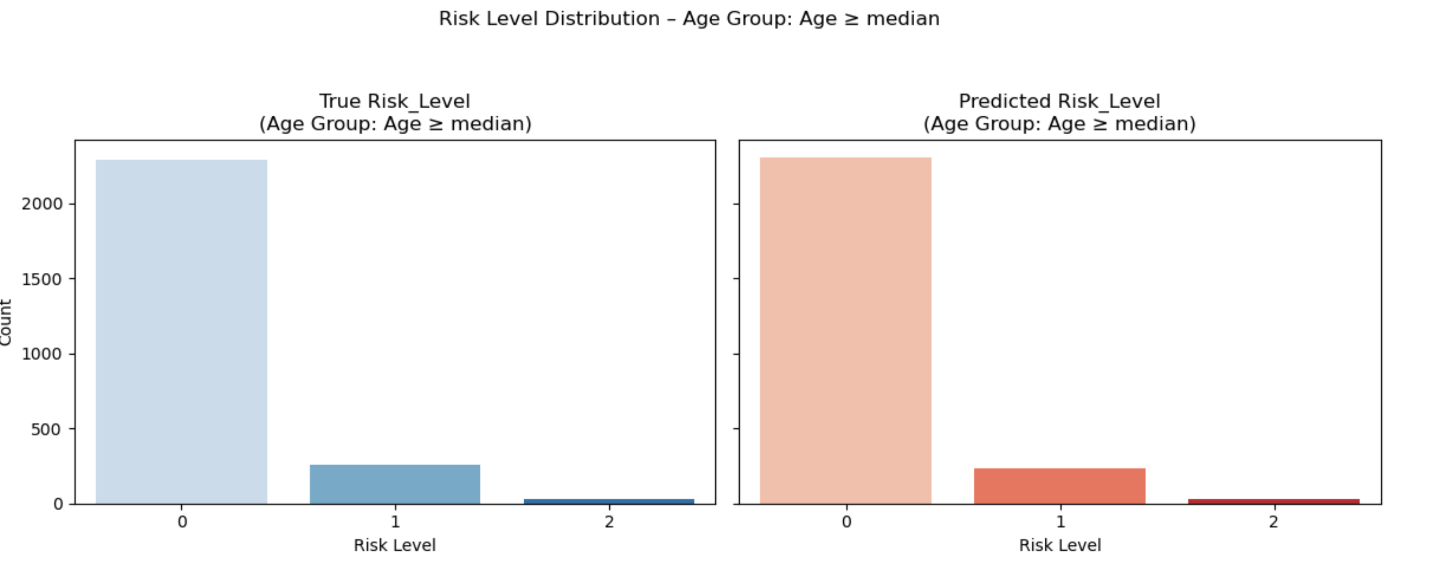 Risk Level Distribution – Age Group: Age ≥ median
True Risk_Level
(Age Group: Age ≥ median)
Predicted Risk_Level
(Age Group: Age ≥ median)
Count
2000
1500
1000
500
0
0 1 2
Risk Level
0 1 2
Risk Level